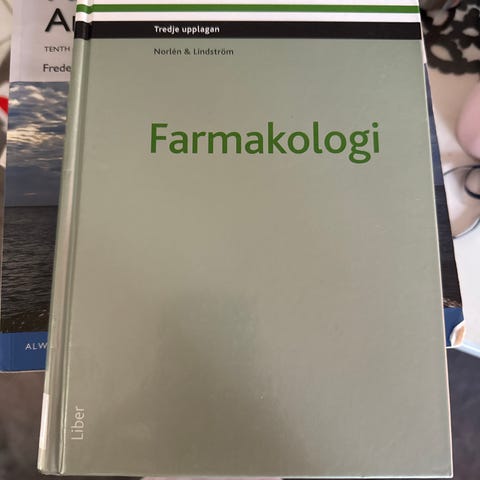 Tredje upplagan
Norlén & Lindström
Farmakologi
Liber
TENTH
Frede
ALW